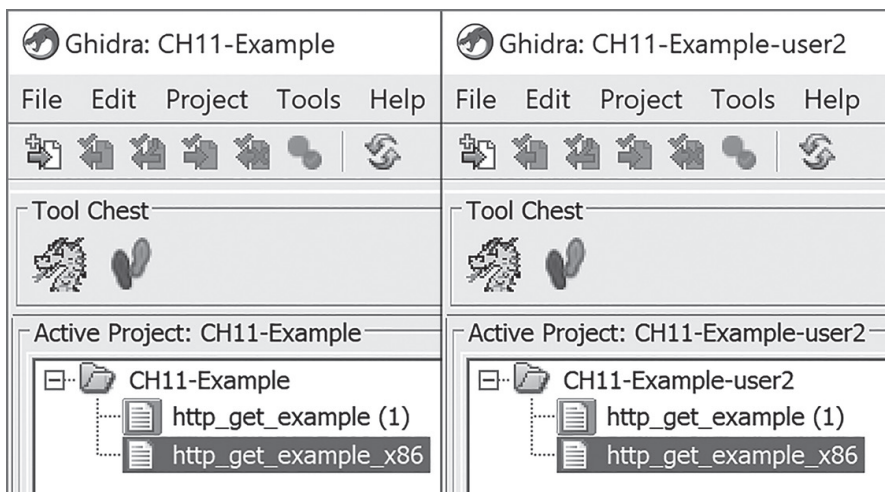 Ghidra: CH11-Example
File Edit Project Tools Help
Tool Chest
Active Project: CH11-Example
CH11-Example
http_get_example (1)
http_get_example_x86
Ghidra: CH11-Example-user2
File Edit Project Tools Help
Tool Chest
Active Project: CH11-Example-user2
CH11-Example-user2
http_get_example (1)
http_get_example_x86